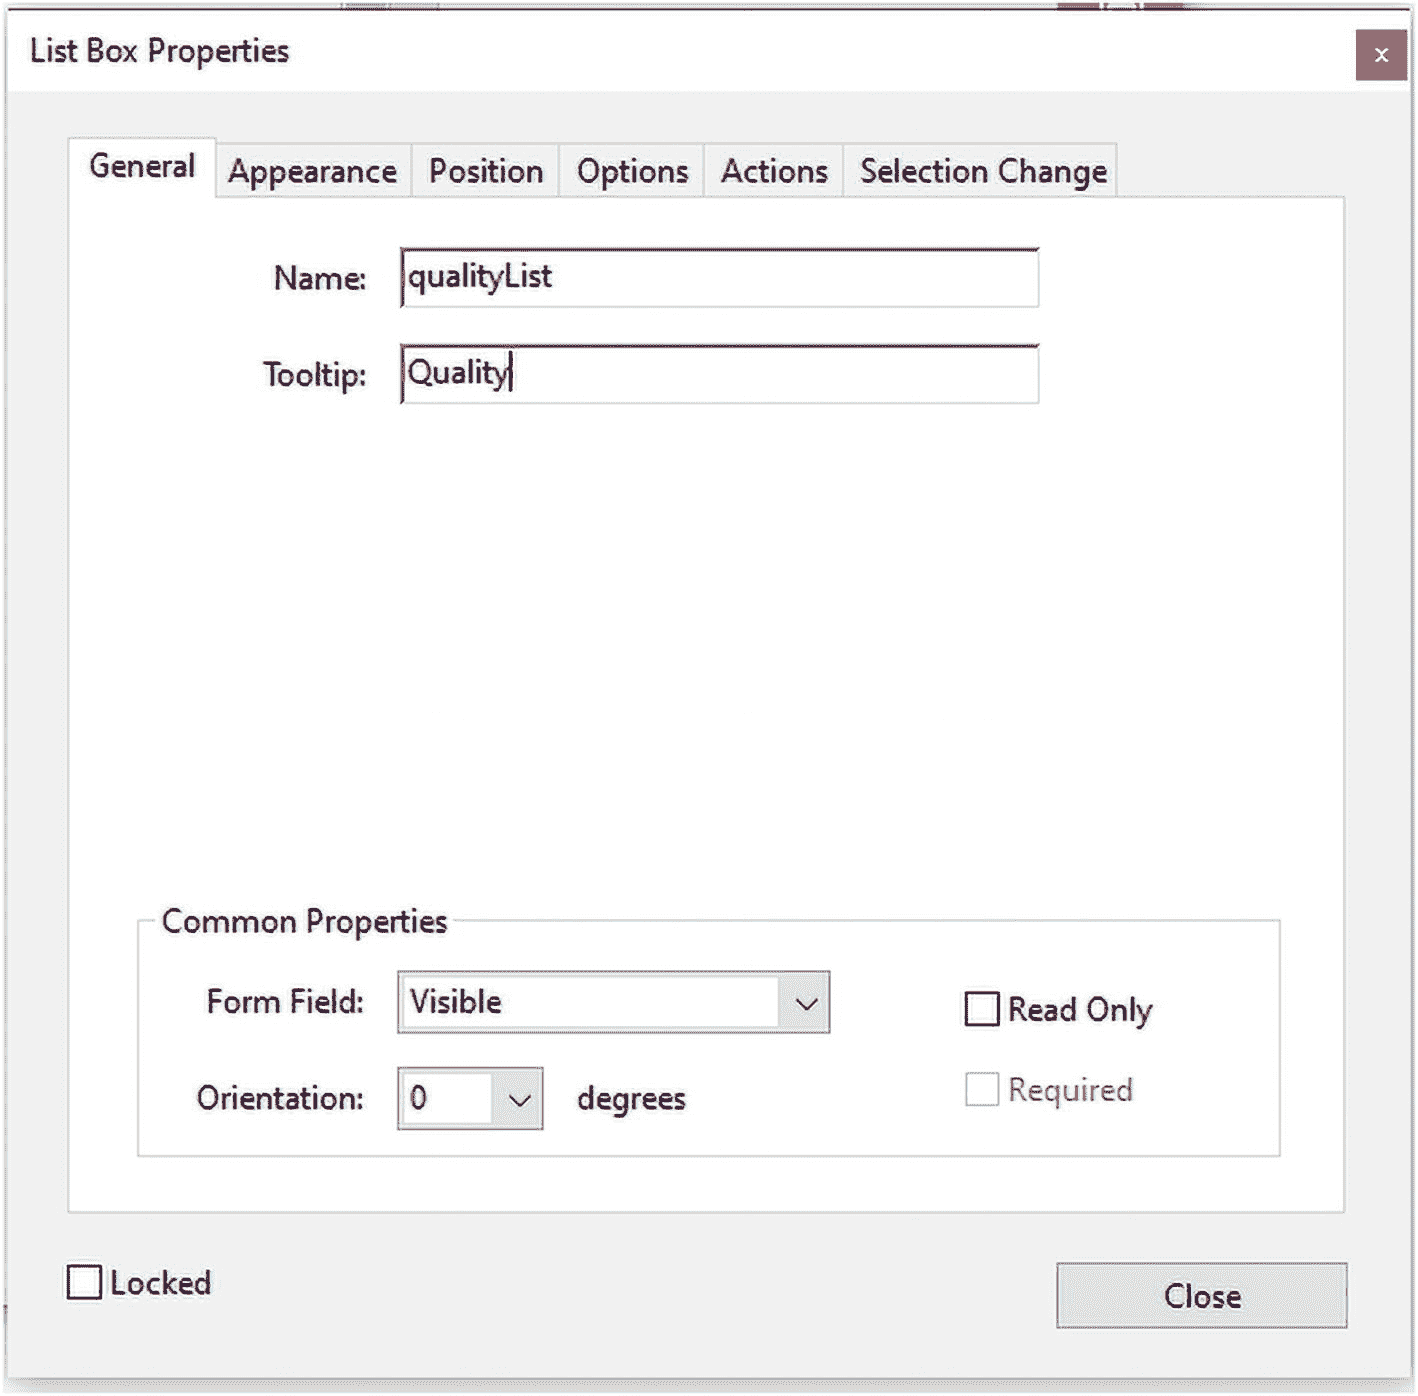 List Box Properties
x
General Appearance Position Options Actions Selection Change
Name: qualityList
Tooltip: Quality
Common Properties
Form Field: Visible
Read Only
Orientation: 0 degrees
Required
Locked
Close